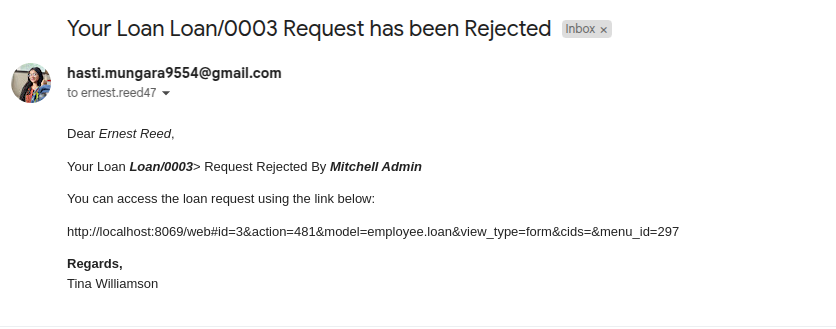 Your Loan Loan/0003 Request has been Rejected Inbox ×
hasti.mungara9554@gmail.com
to ernest.reed47
Dear Ernest Reed,
Your Loan Loan/0003> Request Rejected By Mitchell Admin
You can access the loan request using the link below:
http://localhost:8069/web#id=3&action=481&model=employee.loan&view_type=form&cids=&menu_id=297
Regards,
Tina Williamson